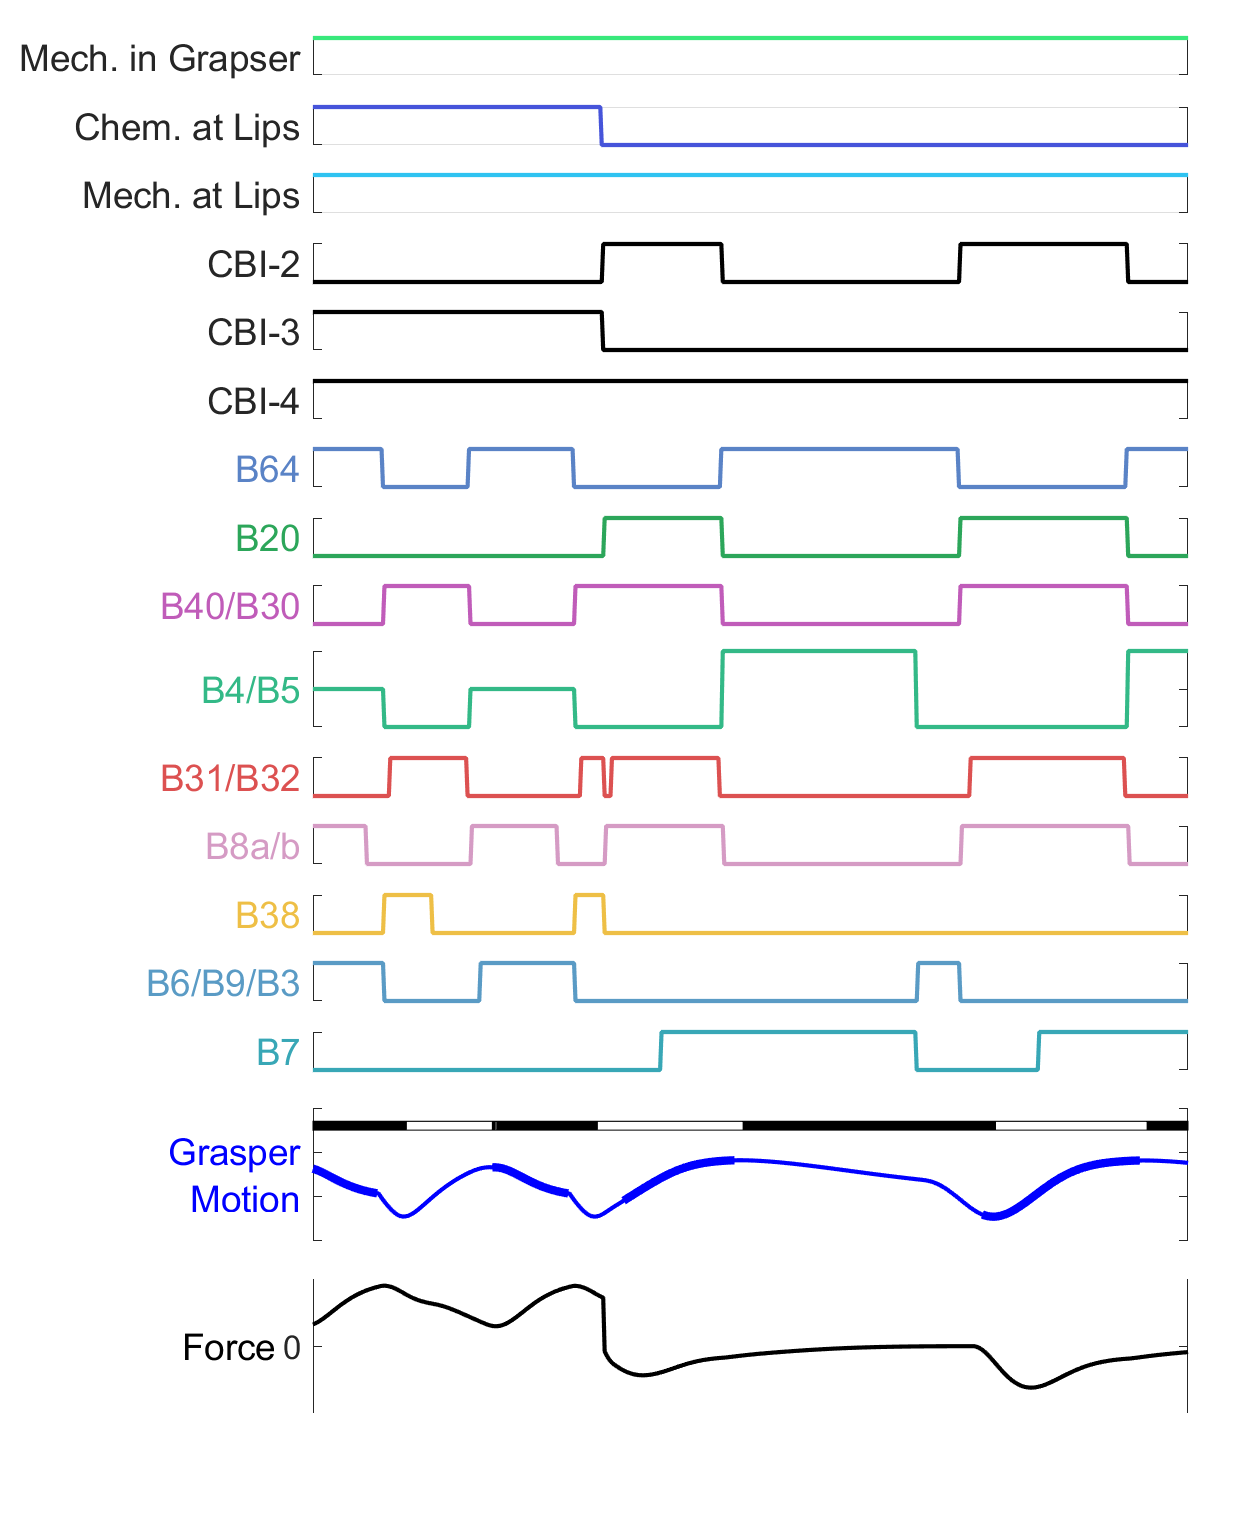 Mech. in Grapser
Chem. at Lips
Mech. at Lips
CBI-2
CBI-3
CBI-4
B64
B20
B40/B30
B4/B5
B31/B32
B8a/b
B38
B6/B9/B3
B7
Grasper
Motion
Force 0